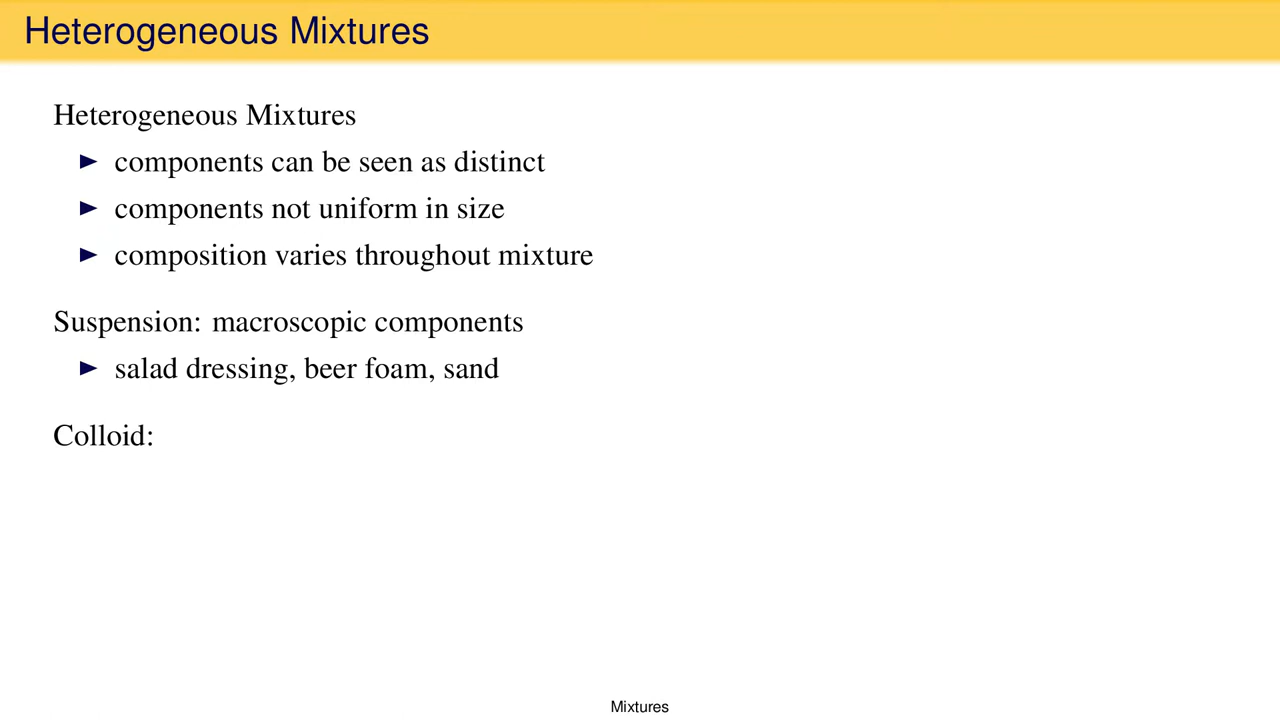 Heterogeneous Mixtures
Heterogeneous Mixtures
components can be seen as distinct
components not uniform in size
composition varies throughout mixture
Suspension: macroscopic components
salad dressing, beer foam, sand
Colloid:
Mixtures